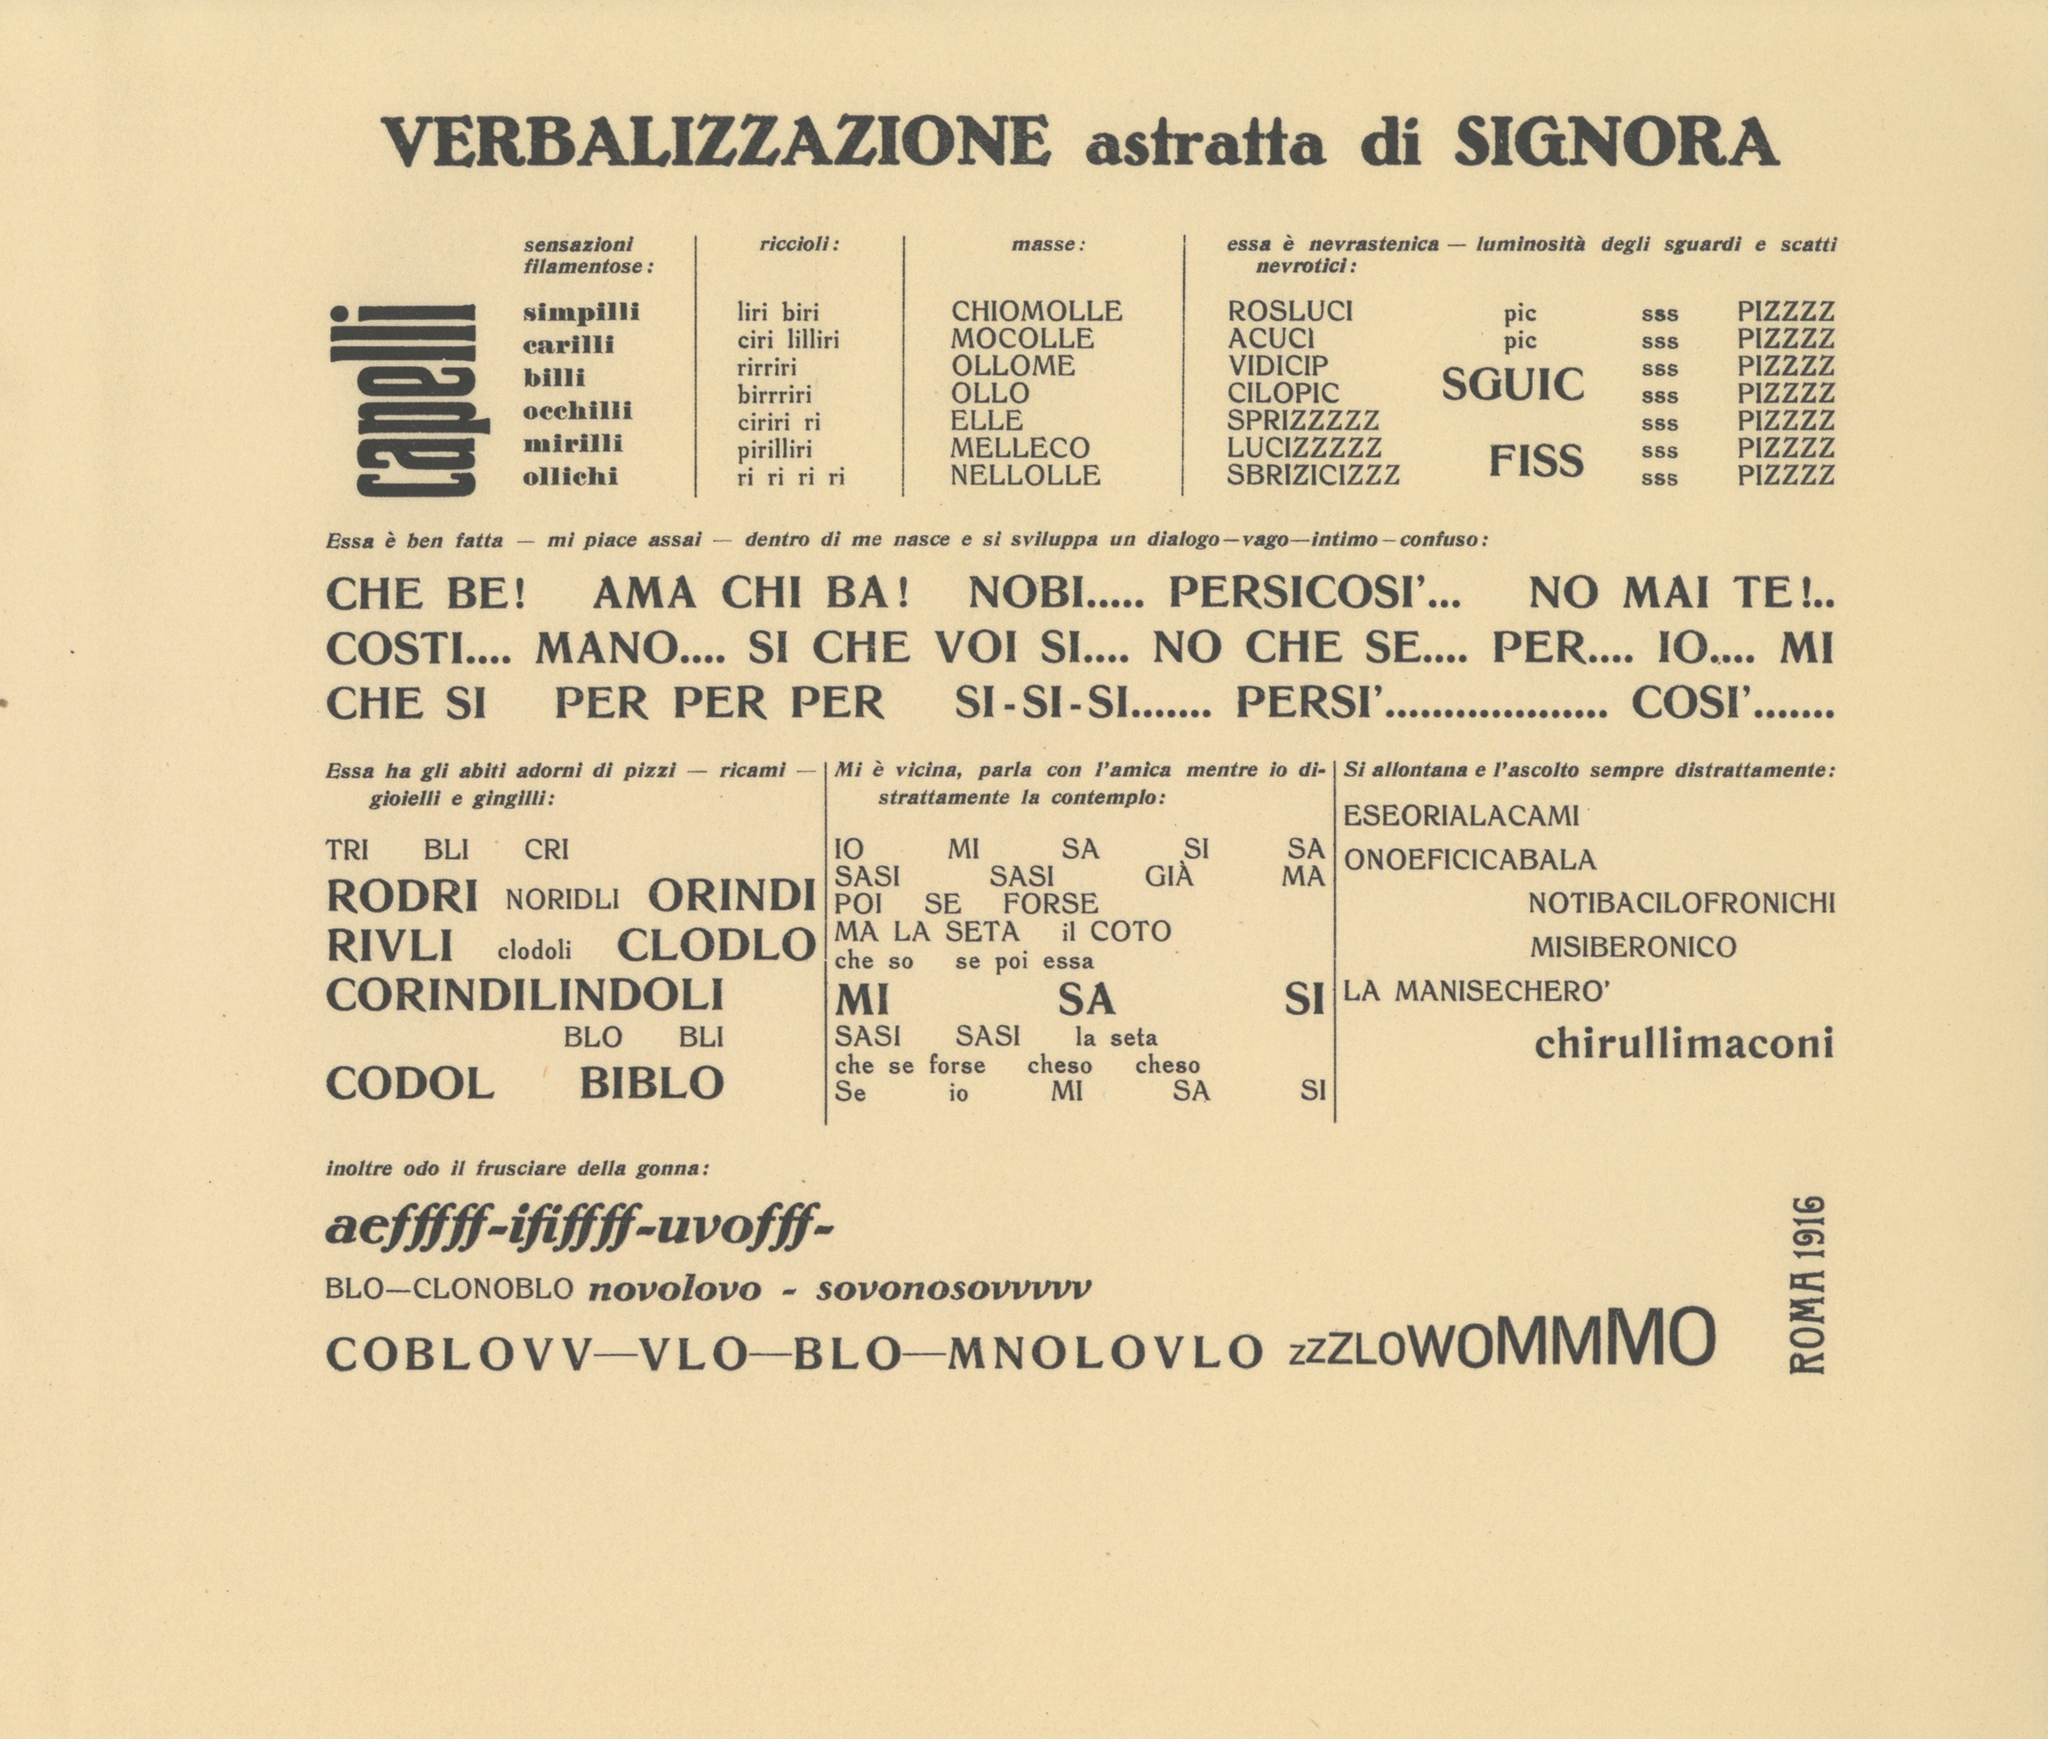 VERBALIZZAZIONE astratta di SIGNORA
capelli
sensazioni
filamentose:
simpilli
carilli
billi
occhilli
mirilli
ollichi
riccioli:
liri biri
ciri lilliri
rirriri
birrriri
ciriri ri
pirilliri
ri ri ri ri
masse:
CHIOMOLLE
MOCOLLE
OLLOME
OLLO
ELLE
MELLECO
NELLOLLE
essa è nevrastenica — luminosità degli sguardi e scatti
nevrotici:
ROSLUCI pic sss PIZZZZ
ACUCI pic sss PIZZZZ
VIDICIP sss PIZZZZ
SGUIC
CILOPIC sss PIZZZZ
SPRIZZZZZ sss PIZZZZ
LUCIZZZZZ sss PIZZZZ
FISS
SBRIZICIZZZ sss PIZZZZ
Essa è ben fatta — mi piace assai — dentro di me nasce e si sviluppa un dialogo—vago—intimo—confuso:
CHE BE! AMA CHI BA! NOBI..... PERSICOSI'... NO MAI TE!..
COSTI.... MANO.... SI CHE VOI SI.... NO CHE SE.... PER.... IO.... MI
CHE SI PER PER PER SI-SI-SI....... PERSI'................... COSI'.......
Essa ha gli abiti adorni di pizzi — ricami —
gioielli e gingilli:
TRI BLI CRI
RODRI NORIDLI ORINDI
RIVLI clodoli CLODLO
CORINDILINDOLI
BLO BLI
CODOL BIBLO
Mi è vicina, parla con l'amica mentre io di-
strattamente la contemplo:
IO MI SA SI SA
SASI SASI GIÀ MA
POI SE FORSE
MA LA SETA il COTO
che so se poi essa
MI SA SI
SASI SASI la seta
che se forse cheso cheso
Se io MI SA SI
Si allontana e l'ascolto sempre distrattamente:
ESEORIALACAMI
ONOEFICICABALA
NOTIBACILOFRONICHI
MISIBERONICO
LA MANISECHERO'
chirullimaconi
inoltre odo il frusciare della gonna:
aefffff-ififffff-uvofff-
BLO—CLONOBLO novolovo - sovonosovvvvv
COBLOVV—VLO—BLO—MNOLOVLO zzZLOWOMMMO
ROMA 1916